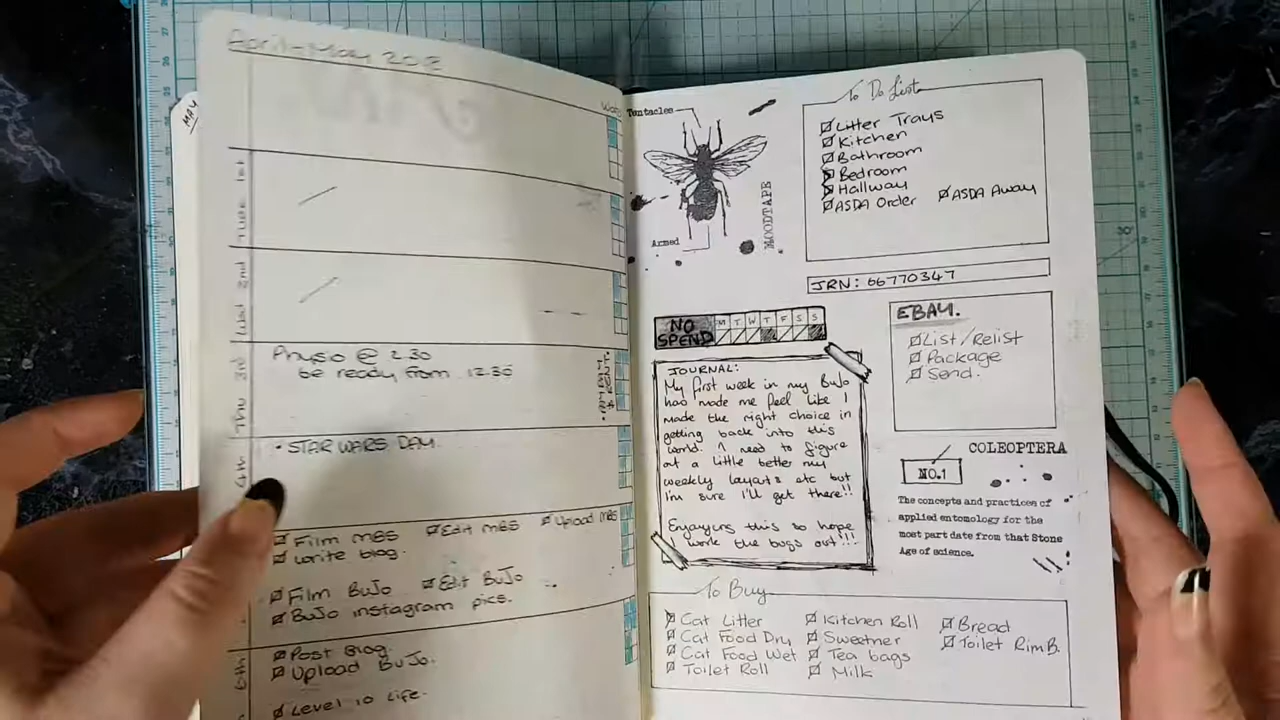 MAY
April-May 2018
Tue 1st
2nd
Thu 3rd
Physio @ 2.30
be ready from 12.30
4th
• STAR WARS DAY
Film MBS
Edit MBS
Upload MBS
Write blog.
Film BuJo
Edit BuJo
BuJo instagram pics.
6th
Post Blog.
Upload BuJo.
Level 10 Life.
Tentacles
Armed
MOODTAPE
To Do List
Litter Trays
Kitchen
Bathroom
Bedroom
Hallway
ASDA Order
ASDA Away
JRN: 66770347
NO SPEND
M T W T F S S
EBAY.
List/Relist
Package
Send.
JOURNAL:
My first week in my BuJo
has made me feel like I
made the right choice in
getting back into this
world. I need to figure
out a little better my
weekly layouts etc but
I'm sure I'll get there!!
Enjoying this so hope
I work the bugs out!!!
COLEOPTERA
NO.1
The concepts and practices of
applied entomology for the
most part date from that Stone
Age of science.
To Buy
Cat Litter
Cat Food Dry
Cat Food Wet
Toilet Roll
Kitchen Roll
Sweetner
Tea bags
Milk
Bread
Toilet Rim B.